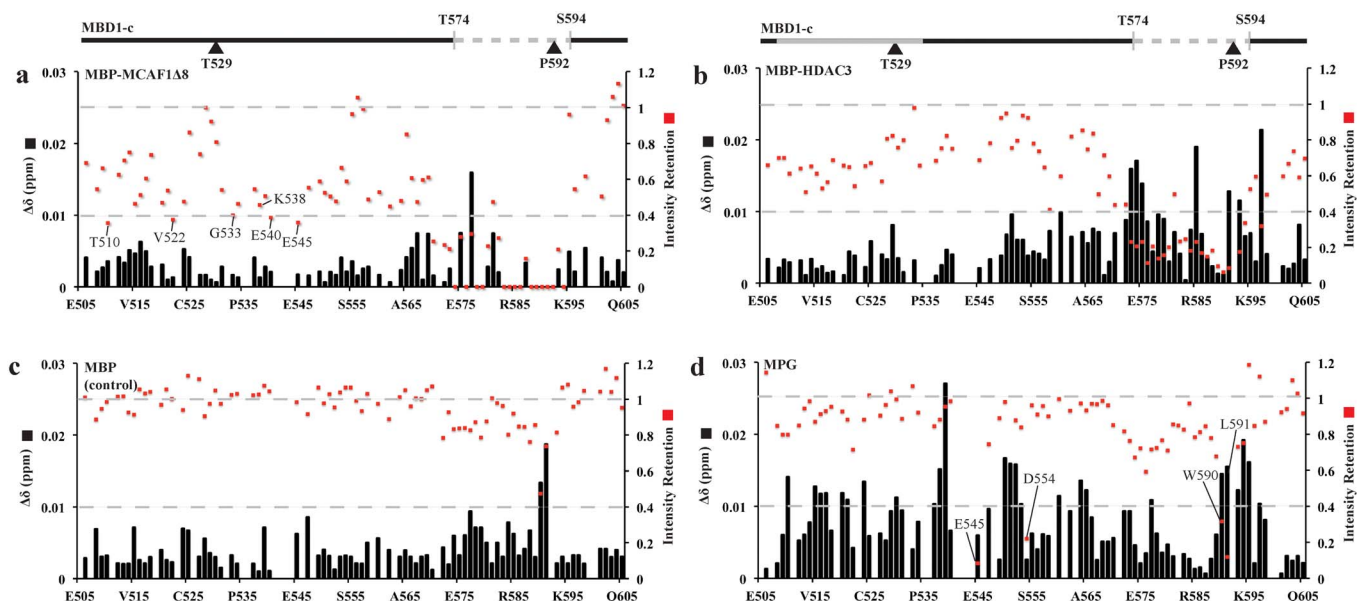 T574
S594
MBD1-c
T529
P592
a
MBP-MCAF1Δ8
0.03
0.02
0.01
0
Δδ (ppm)
1.2
1
0.8
0.6
0.4
0.2
0
Intensity Retention
T510
V522
G533
K538
E540
E545
E505
V515
C525
P535
E545
S555
A565
E575
R585
K595
Q605
T574
S594
MBD1-c
T529
P592
b
MBP-HDAC3
0.03
0.02
0.01
0
Δδ (ppm)
1.2
1
0.8
0.6
0.4
0.2
0
Intensity Retention
E505
V515
C525
P535
E545
S555
A565
E575
R585
K595
E605
c
MBP
(control)
0.03
0.02
0.01
0
Δδ (ppm)
1.2
1
0.8
0.6
0.4
0.2
0
Intensity Retention
E505
V515
C525
P535
E545
S555
A565
E575
R585
K595
Q605
d
MPG
0.03
0.02
0.01
0
Δδ (ppm)
1.2
1
0.8
0.6
0.4
0.2
0
Intensity Retention
E545
D554
W590
L591
E505
V515
C525
P535
E545
S555
A565
E575
R585
K595
Q605